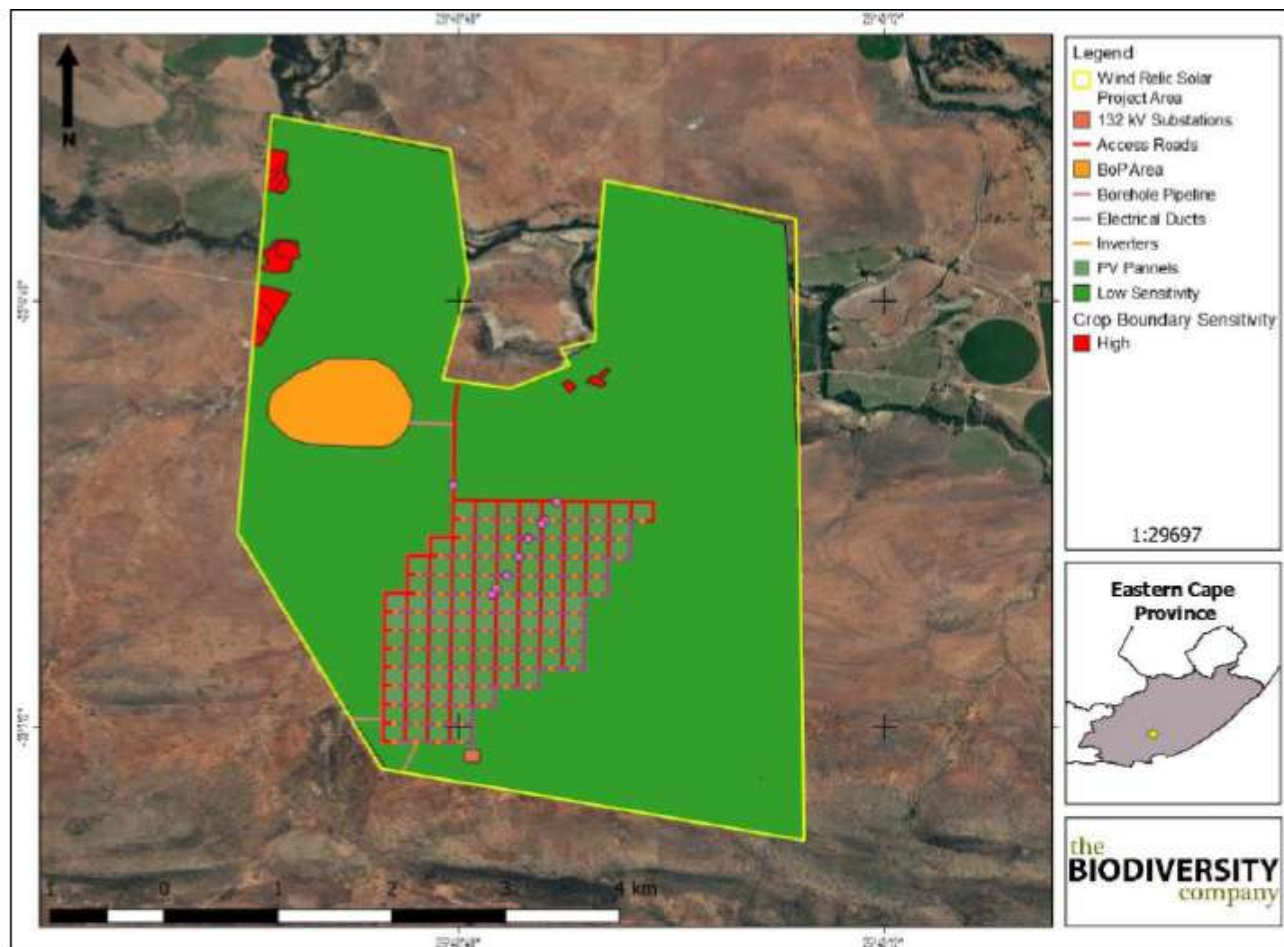 N
1 0 1 2 3 4 km
Legend
Wind Relic Solar
Project Area
132 kV Substations
Access Roads
BoP Area
Borehole Pipeline
Electrical Ducts
Inverters
PV Pannels
Low Sensitivity
Crop Boundary Sensitivity
High
1:29697
Eastern Cape
Province
the
BIODIVERSITY
company